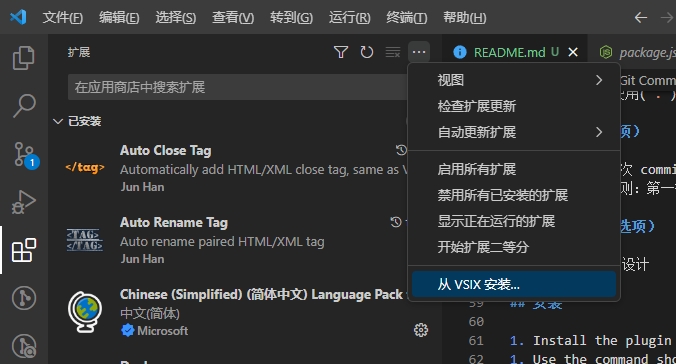 文件(F) 编辑(E) 选择(S) 查看(V) 转到(G) 运行(R) 终端(T) 帮助(H)
扩展
README.md U
package.js
在应用商店中搜索扩展
视图
Git Comm
检查扩展更新
使用(
已安装
自动更新扩展
Auto Close Tag
Automatically add HTML/XML close tag, same as V
启用所有扩展
次 commi
Jun Han
禁用所有已安装的扩展
则：第一
Auto Rename Tag
显示正在运行的扩展
选项）
Auto rename paired HTML/XML tag
开始扩展二等分
Jun Han
设计
Chinese (Simplified) (简体中文) Language Pack
从 VSIX 安装...
中文(简体)
59 ## 安装
Microsoft
60
61 1. Install the plugin
62 1. Use the command sho
1
</tag>
<TAG>
</TAG>